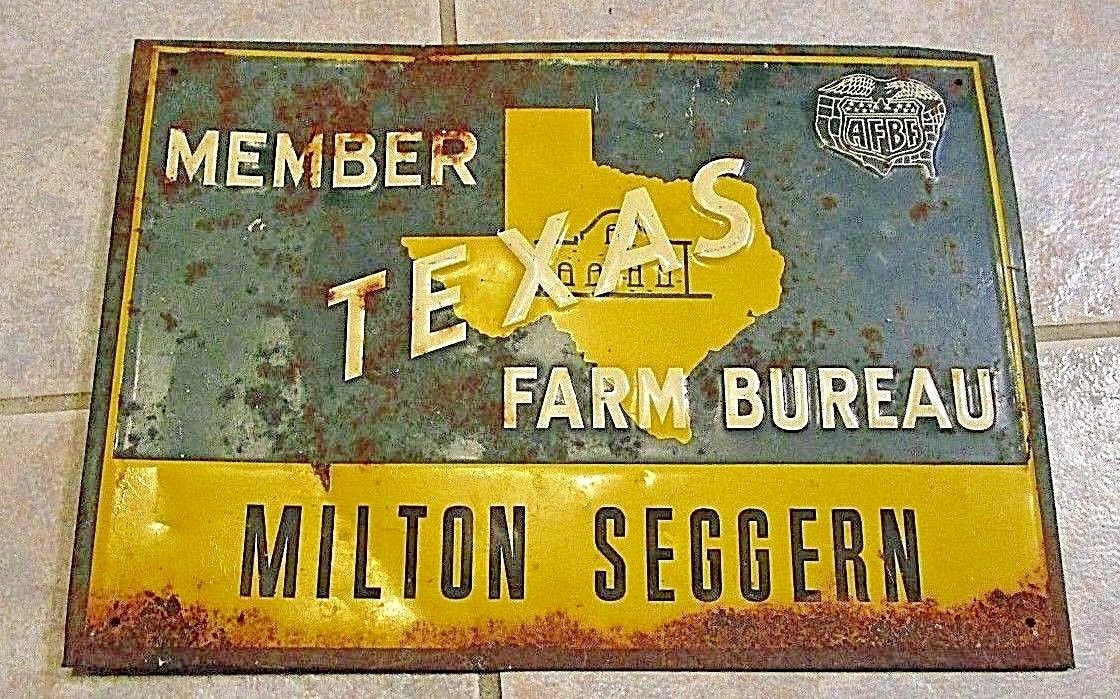 MEMBER
AFBF
TEXAS
FARM BUREAU
MILTON SEGGERN